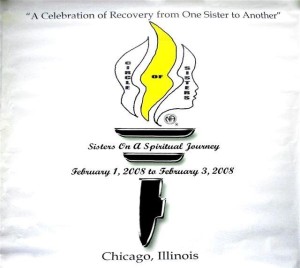 "A Celebration of Recovery from One Sister to Another"
CIRCLE
OF
SISTERS
Sisters On A Spiritual Journey
February 1, 2008 to February 3, 2008
Chicago, Illinois